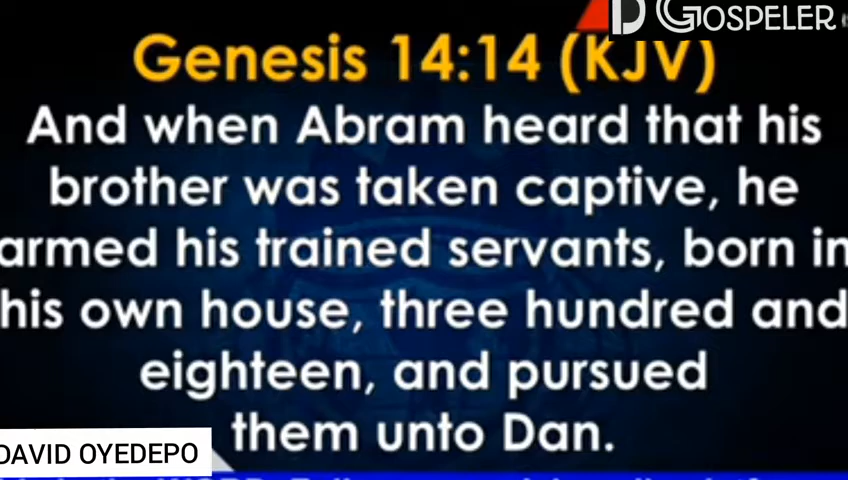 D GOSPELER
Genesis 14:14 (KJV)
And when Abram heard that his
brother was taken captive, he
armed his trained servants, born in
his own house, three hundred and
eighteen, and pursued
them unto Dan.
DAVID OYEDEPO